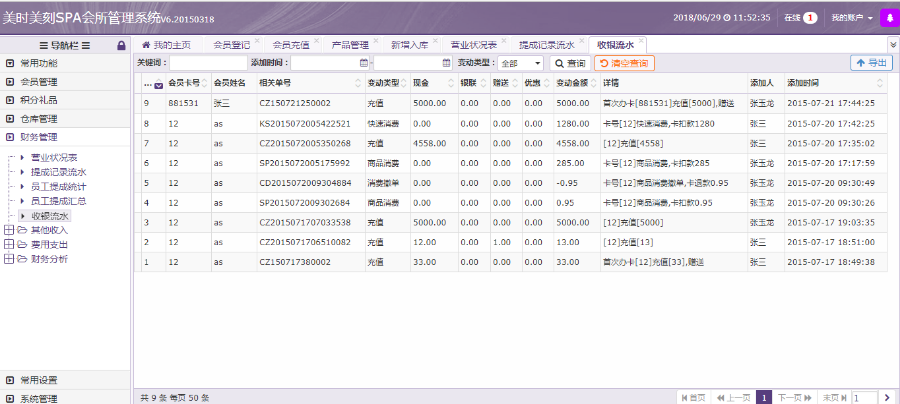 美时美刻SPA会所管理系统V6.20150318 2018/06/29 11:52:35 在线 1 我的账户
导航栏 我的主页 会员登记 会员充值 产品管理 新增入库 营业状况表 提成记录流水 收银流水
关键词： 添加时间： - 变动类型： 全部 查询 清空查询 导出
常用功能
会员管理
积分礼品
仓库管理
财务管理
营业状况表
提成记录流水
员工提成统计
员工提成汇总
收银流水
其他收入
费用支出
财务分析
常用设置
系统管理
... 会员卡号 会员姓名 相关单号 变动类型 现金 银联 赠送 优惠 变动金额 详情 添加人 添加时间
9 881531 张三 CZ150721250002 充值 5000.00 0.00 0.00 0.00 5000.00 首次办卡[881531]充值[5000],赠送 张玉龙 2015-07-21 17:44:25
8 12 as KS2015072005422521 快速消费 0.00 0.00 0.00 0.00 1280.00 卡号[12]快速消费,卡扣款1280 张三 2015-07-20 17:42:25
7 12 as CZ2015072005350268 充值 4558.00 0.00 0.00 0.00 4558.00 [12]充值[4558] 张三 2015-07-20 17:35:02
6 12 as SP2015072005175992 商品消费 0.00 0.00 0.00 0.00 285.00 卡号[12]商品消费,卡扣款285 张玉龙 2015-07-20 17:17:59
5 12 as CD2015072009304884 消费撤单 0.00 0.00 0.00 0.00 -0.95 卡号[12]商品消费撤单,卡退款0.95 张玉龙 2015-07-20 09:30:49
4 12 as SP2015072009302684 商品消费 0.00 0.00 0.00 0.00 0.95 卡号[12]商品消费,卡扣款0.95 张玉龙 2015-07-20 09:30:26
3 12 as CZ2015071707033538 充值 5000.00 0.00 0.00 0.00 5000.00 [12]充值[5000] 张玉龙 2015-07-17 19:03:35
2 12 as CZ2015071706510082 充值 12.00 0.00 1.00 0.00 13.00 [12]充值[13] 张三 2015-07-17 18:51:00
1 12 as CZ150717380002 充值 33.00 0.00 0.00 0.00 33.00 首次办卡[12]充值[33],赠送 张三 2015-07-17 18:49:38
共 9 条 每页 50 条 首页 上一页 1 下一页 末页 1